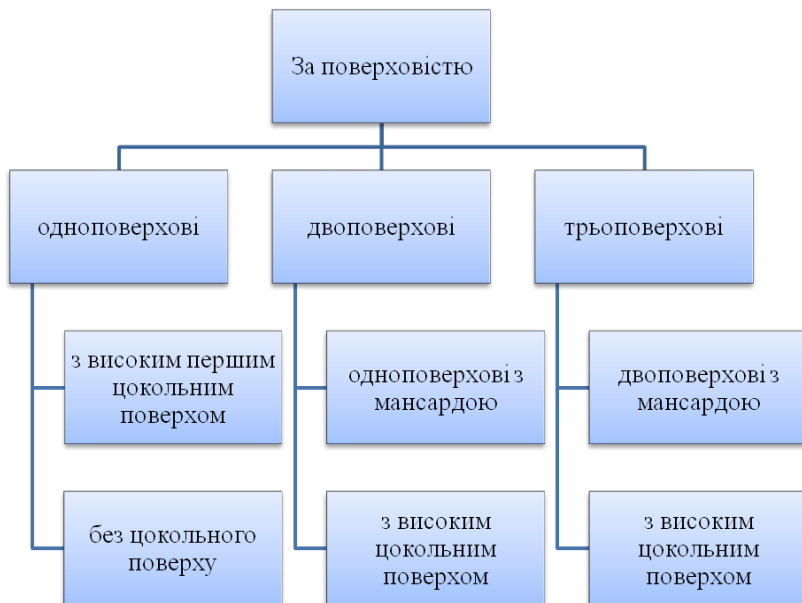 За поверховістю
одноповерхові
двоповерхові
трьоповерхові
з високим першим
цокольним
поверхом
одноповерхові з
мансардою
двоповерхові з
мансардою
без цокольного
поверху
з високим
цокольним
поверхом
з високим
цокольним
поверхом